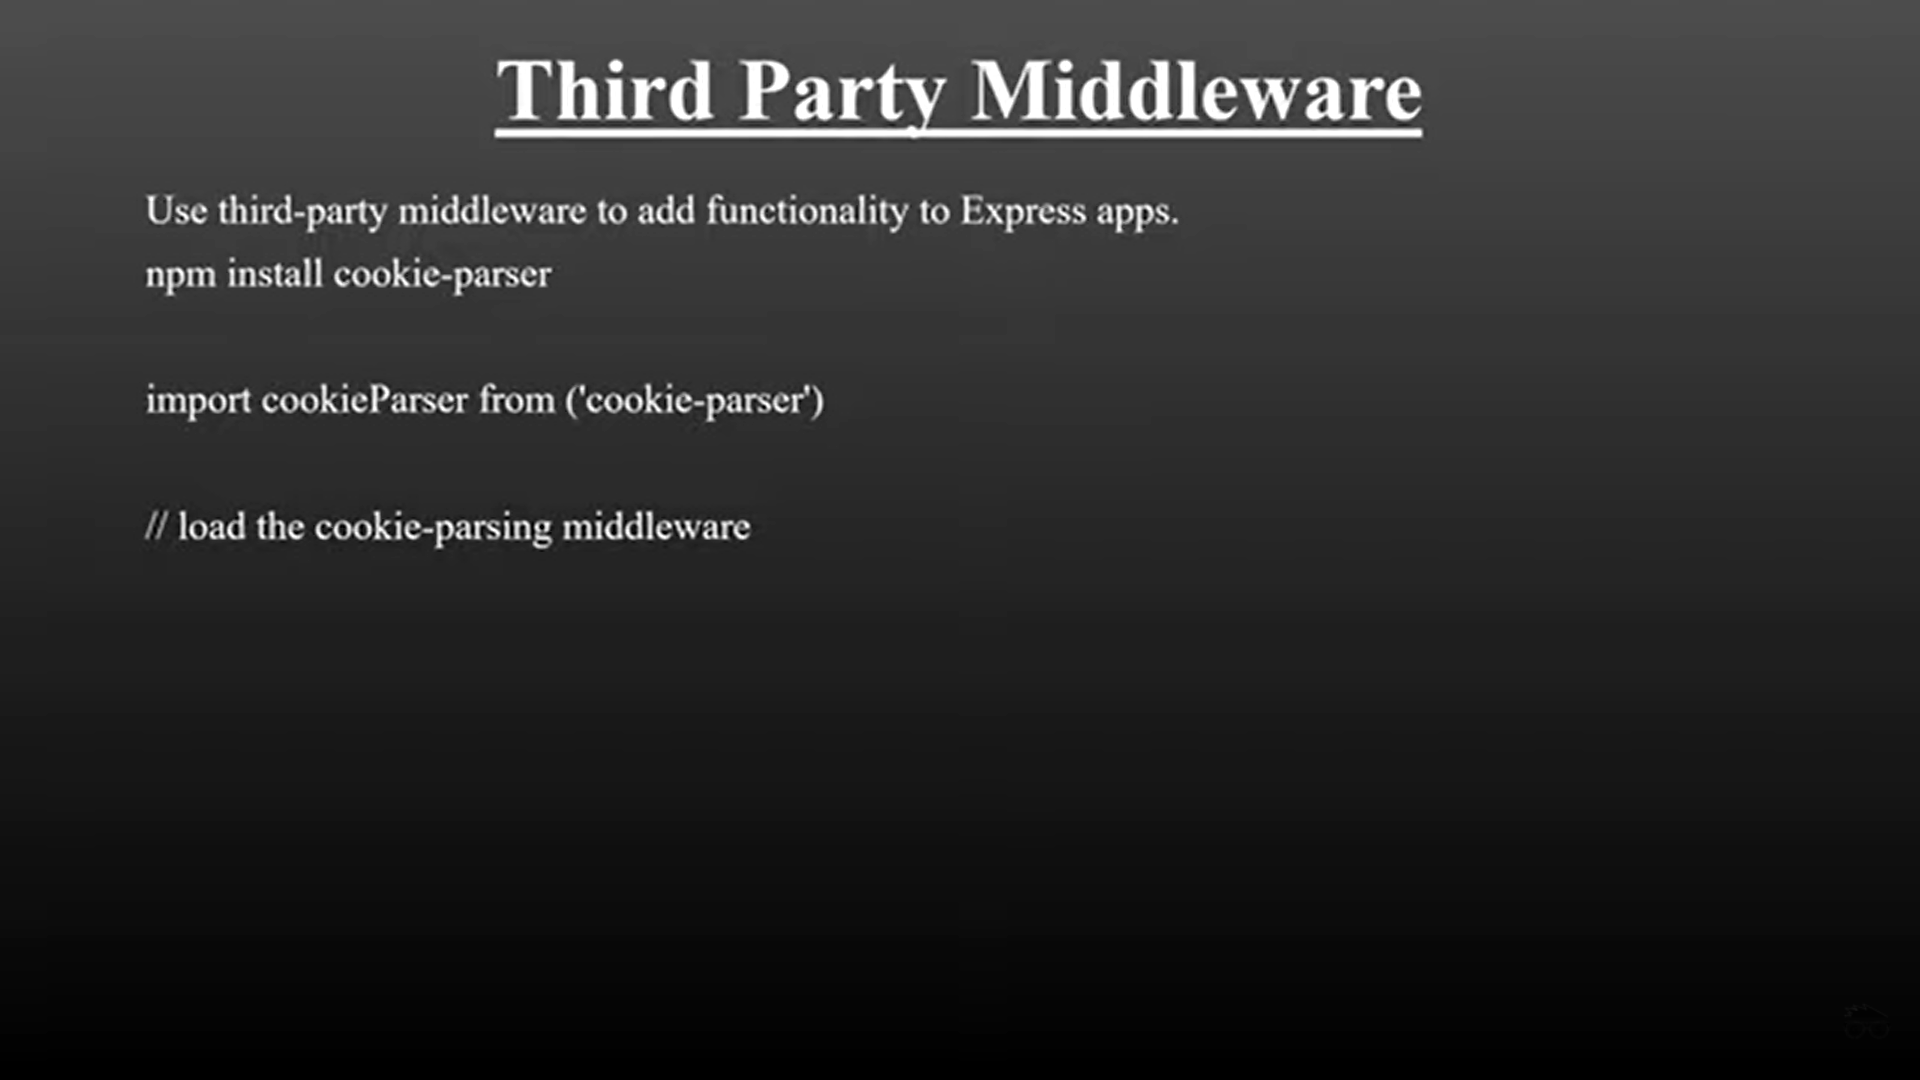 Third Party Middleware
Use third-party middleware to add functionality to Express apps.
npm install cookie-parser
import cookieParser from ('cookie-parser')
// load the cookie-parsing middleware